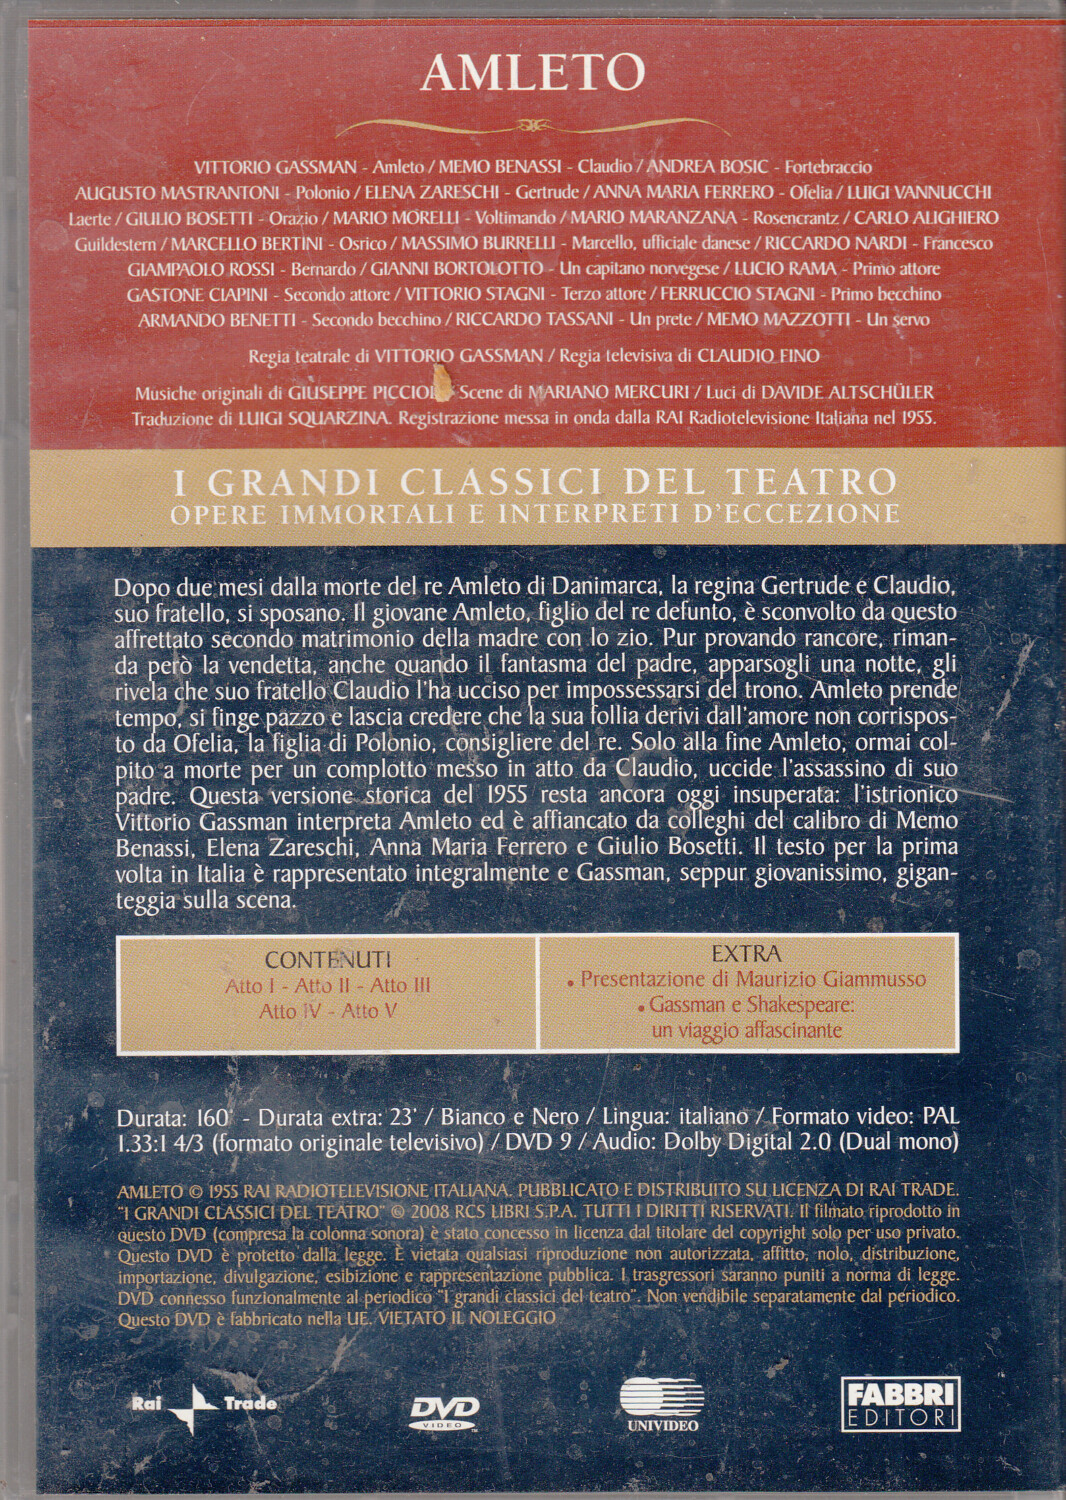 AMLETO
VITTORIO GASSMAN - Amleto / MEMO BENASSI - Claudio / ANDREA BOSIC - Fortebraccio
AUGUSTO MASTRANTONI - Polonio / ELENA ZARESCHI - Gertrude / ANNA MARIA FERRERO - Ofelia / LUIGI VANNUCCHI
Laerte / GIULIO BOSETTI - Orazio / MARIO MORELLI - Voltimando / MARIO MARANZANA - Rosencrantz / CARLO ALIGHIERO
Guildestern / MARCELLO BERTINI - Osrico / MASSIMO BURRELLI - Marcello, ufficiale danese / RICCARDO NARDI - Francesco
GIAMPAOLO ROSSI - Bernardo / GIANNI BORTOLOTTO - Un capitano norvegese / LUCIO RAMA - Primo attore
GASTONE CIAPINI - Secondo attore / VITTORIO STAGNI - Terzo attore / FERRUCCIO STAGNI - Primo becchino
ARMANDO BENETTI - Secondo becchino / RICCARDO TASSANI - Un prete / MEMO MAZZOTTI - Un servo
Regia teatrale di VITTORIO GASSMAN / Regia televisiva di CLAUDIO FINO
Musiche originali di GIUSEPPE Scene di MARIANO MERCURI / Luci di DAVIDE ALTSCHÜLER
Traduzione di LUIGI SQUARZINA. Registrazione messa in onda dalla RAI Radiotelevisione Italiana nel 1955.
I GRANDI CLASSICI DEL TEATRO
OPERE IMMORTALI E INTERPRETI D'ECCEZIONE
Dopo due mesi dalla morte del re Amleto di Danimarca, la regina Gertrude e Claudio,
suo fratello, si sposano. Il giovane Amleto, figlio del re defunto, è sconvolto da questo
affrettato secondo matrimonio della madre con lo zio. Pur provando rancore, riman-
da però la vendetta, anche quando il fantasma del padre, apparsogli una notte, gli
rivela che suo fratello Claudio l'ha ucciso per impossessarsi del trono. Amleto prende
tempo, si finge pazzo e lascia credere che la sua follia derivi dall'amore non corrispos-
to da Ofelia, la figlia di Polonio, consigliere del re. Solo alla fine Amleto, ormai col-
pito a morte per un complotto messo in atto da Claudio, uccide l'assassino di suo
padre. Questa versione storica del 1955 resta ancora oggi insuperata: l'istrionico
Vittorio Gassman interpreta Amleto ed è affiancato da colleghi del calibro di Memo
Benassi, Elena Zareschi, Anna Maria Ferrero e Giulio Bosetti. Il testo per la prima
volta in Italia è rappresentato integralmente e Gassman, seppur giovanissimo, gigan-
teggia sulla scena.
CONTENUTI
Atto I - Atto II - Atto III
Atto IV - Atto V
EXTRA
• Presentazione di Maurizio Giammusso
• Gassman e Shakespeare:
un viaggio affascinante
Durata: 160' - Durata extra: 23' / Bianco e Nero / Lingua: italiano / Formato video: PAL
1.33:1 4/3 (formato originale televisivo) / DVD 9 / Audio: Dolby Digital 2.0 (Dual mono)
AMLETO © 1955 RAI RADIOTELEVISIONE ITALIANA. PUBBLICATO E DISTRIBUITO SU LICENZA DI RAI TRADE.
"I GRANDI CLASSICI DEL TEATRO" © 2008 RCS LIBRI S.P.A. TUTTI I DIRITTI RISERVATI. Il filmato riprodotto in
questo DVD (compresa la colonna sonora) è stato concesso in licenza dal titolare del copyright solo per uso privato.
Questo DVD è protetto dalla legge. È vietata qualsiasi riproduzione non autorizzata, affitto, nolo, distribuzione,
importazione, divulgazione, esibizione e rappresentazione pubblica. I trasgressori saranno puniti a norma di legge.
DVD connesso funzionalmente al periodico "I grandi classici del teatro". Non vendibile separatamente dal periodico.
Questo DVD è fabbricato nella UE. VIETATO IL NOLEGGIO
Rai Trade
DVD VIDEO
UNIVIDEO
FABBRI
EDITORI